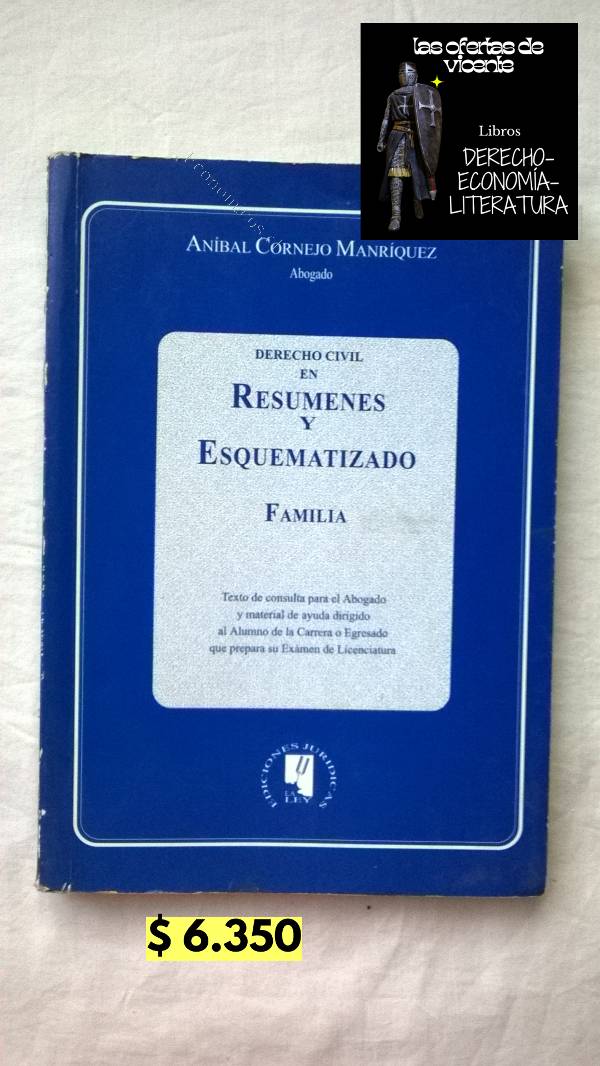 las ofertas de
vicente
Libros
DERECHO-
ECONOMÍA-
LITERATURA
ANÍBAL CORNEJO MANRÍQUEZ
Abogado
DERECHO CIVIL
EN
RESUMENES
Y
ESQUEMATIZADO
FAMILIA
Texto de consulta para el Abogado
y material de ayuda dirigido
al Alumno de la Carrera o Egresado
que prepara su Exámen de Licenciatura
EDICIONES JURIDICAS
LA
LEY
$ 6.350